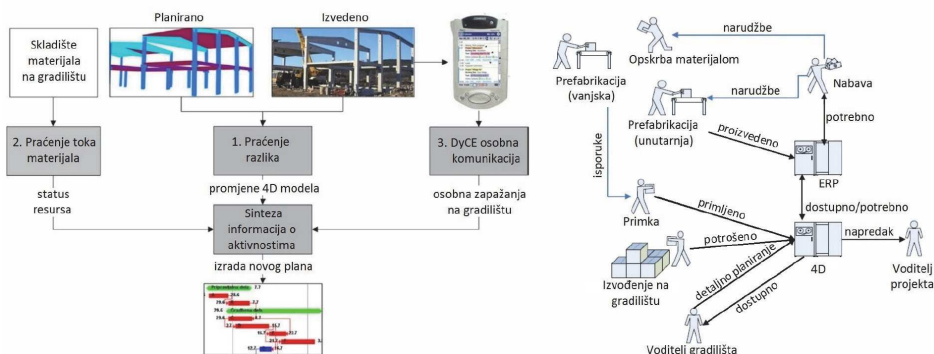 Planirano
Izvedeno
Skladište
materijala
na gradilištu
2. Praćenje toka
materijala
1. Praćenje
razlika
3. DyCE osobna
komunikacija
status
resursa
promjene 4D modela
osobna zapažanja
na gradilištu
Sinteza
informacija o
aktivnostima
izrada novog plana
narudžbe
Opskrba materijalom
Prefabrikacija
(vanjska)
Nabava
narudžbe
Prefabrikacija
(unutarnja)
potrebno
proizvedeno
isporuke
ERP
dostupno/potrebno
Primka
primljeno
potrošeno
4D
napredak
Voditelj
projekta
Izvođenje na
gradilištu
detaljno planiranje
dostupno
Voditelj gradilišta